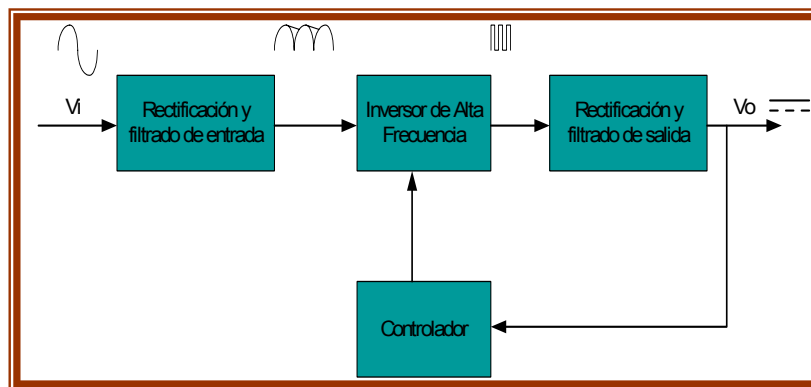 Vi
Rectificación y
filtrado de entrada
Inversor de Alta
Frecuencia
Rectificación y
filtrado de salida
Vo
Controlador